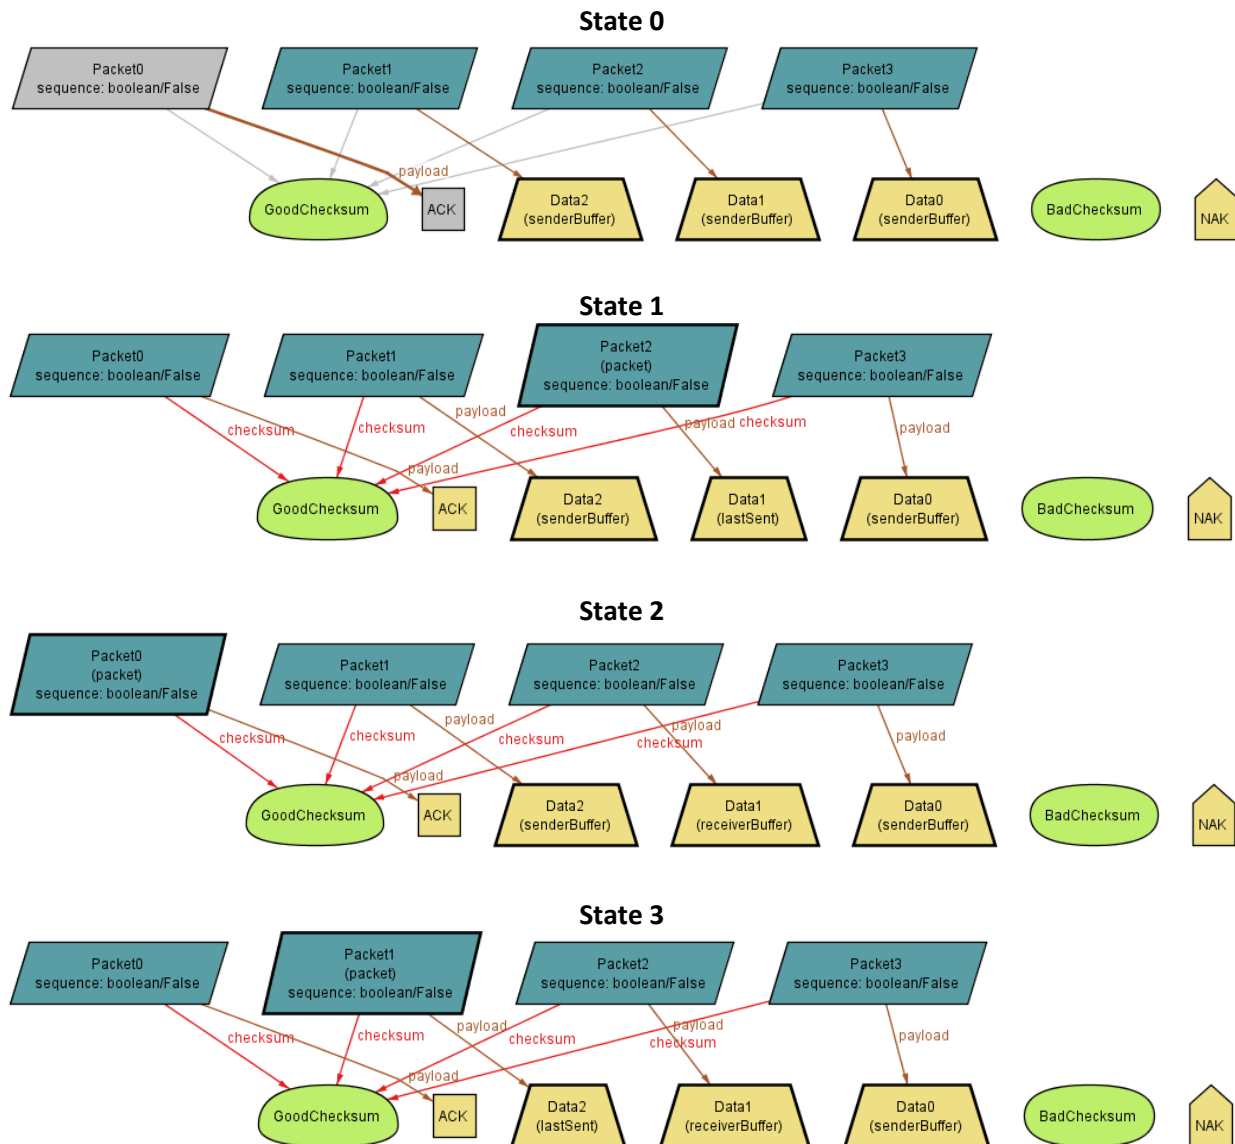 State 0
Packet0
sequence: boolean/False
Packet1
sequence: boolean/False
Packet2
sequence: boolean/False
Packet3
sequence: boolean/False
payload
GoodChecksum
ACK
Data2
(senderBuffer)
Data1
(senderBuffer)
Data0
(senderBuffer)
BadChecksum
NAK
State 1
Packet0
sequence: boolean/False
Packet1
sequence: boolean/False
Packet2
(packet)
sequence: boolean/False
Packet3
sequence: boolean/False
checksum
checksum
payload
checksum
payload
checksum
payload
payload
GoodChecksum
ACK
Data2
(senderBuffer)
Data1
(lastSent)
Data0
(senderBuffer)
BadChecksum
NAK
State 2
Packet0
(packet)
sequence: boolean/False
Packet1
sequence: boolean/False
Packet2
sequence: boolean/False
Packet3
sequence: boolean/False
checksum
checksum
payload
checksum
payload
checksum
payload
payload
GoodChecksum
ACK
Data2
(senderBuffer)
Data1
(receiverBuffer)
Data0
(senderBuffer)
BadChecksum
NAK
State 3
Packet0
sequence: boolean/False
Packet1
(packet)
sequence: boolean/False
Packet2
sequence: boolean/False
Packet3
sequence: boolean/False
checksum
checksum
payload
checksum
payload
checksum
payload
payload
GoodChecksum
ACK
Data2
(lastSent)
Data1
(receiverBuffer)
Data0
(senderBuffer)
BadChecksum
NAK